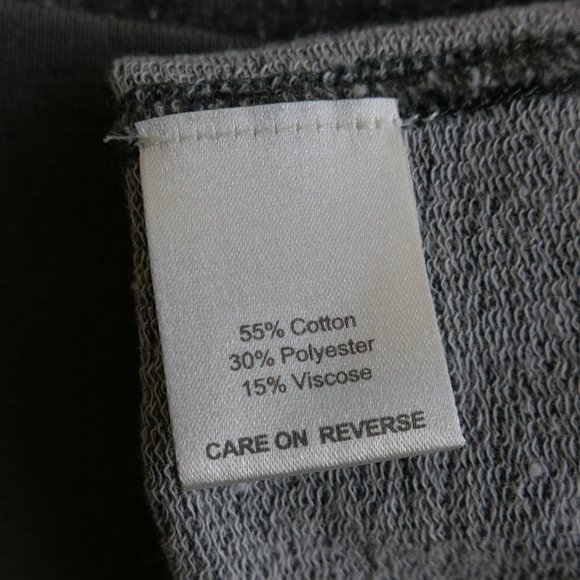 55% Cotton
30% Polyester
15% Viscose
CARE ON REVERSE